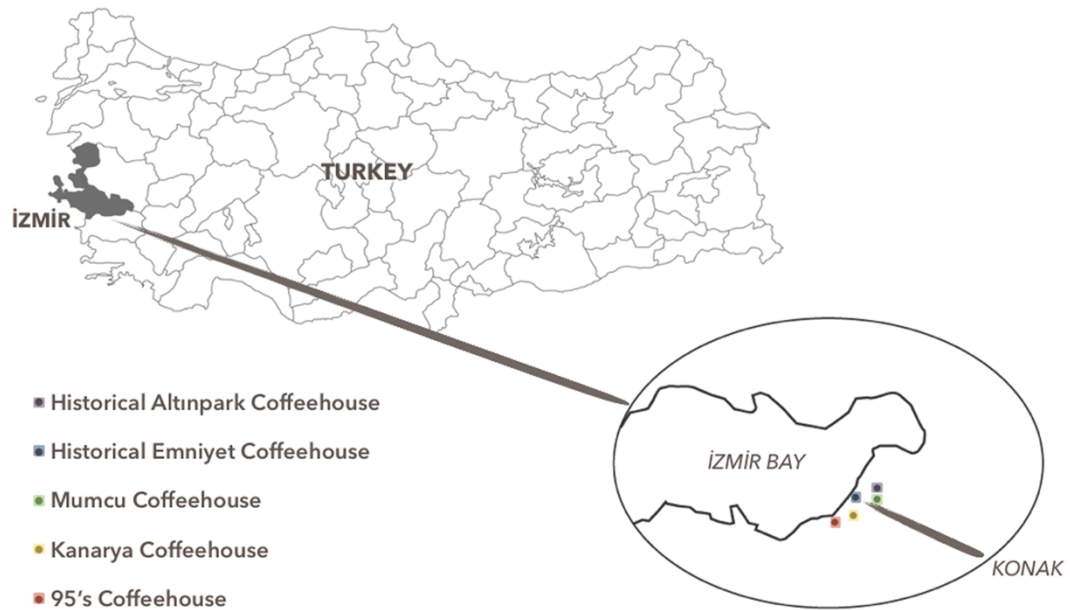 TURKEY
İZMİR
Historical Altınpark Coffeehouse
Historical Emniyet Coffeehouse
Mumcu Coffeehouse
Kanarya Coffeehouse
95's Coffeehouse
İZMİR BAY
KONAK